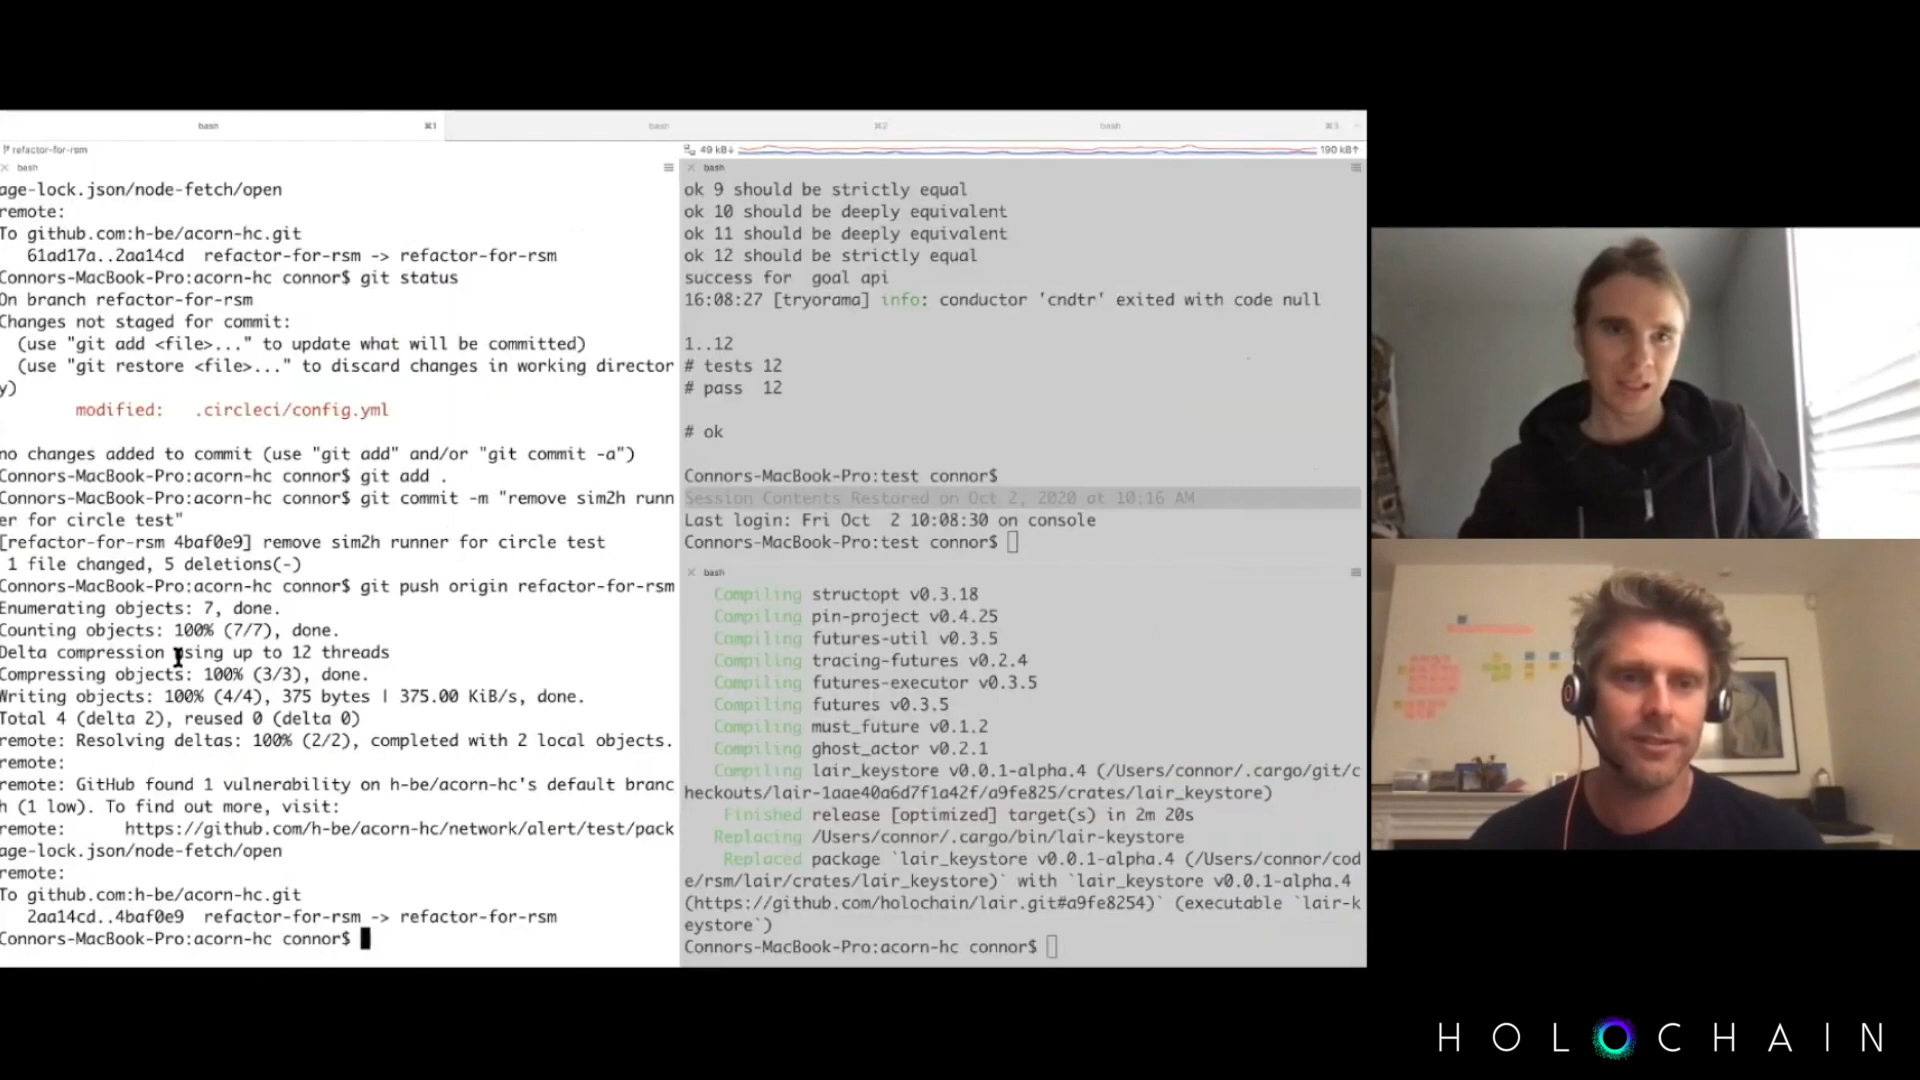 bash ⌘1 bash ⌘2 bash ⌘3
refactor-for-rsm
49 kB↓ 190 kB↑
bash
age-lock.json/node-fetch/open
remote:
To github.com:h-be/acorn-hc.git
61ad17a..2aa14cd refactor-for-rsm -> refactor-for-rsm
Connors-MacBook-Pro:acorn-hc connor$ git status
On branch refactor-for-rsm
Changes not staged for commit:
(use "git add <file>..." to update what will be committed)
(use "git restore <file>..." to discard changes in working director
y)
modified: .circleci/config.yml
no changes added to commit (use "git add" and/or "git commit -a")
Connors-MacBook-Pro:acorn-hc connor$ git add .
Connors-MacBook-Pro:acorn-hc connor$ git commit -m "remove sim2h runn
er for circle test"
[refactor-for-rsm 4baf0e9] remove sim2h runner for circle test
1 file changed, 5 deletions(-)
Connors-MacBook-Pro:acorn-hc connor$ git push origin refactor-for-rsm
Enumerating objects: 7, done.
Counting objects: 100% (7/7), done.
Delta compression using up to 12 threads
Compressing objects: 100% (3/3), done.
Writing objects: 100% (4/4), 375 bytes | 375.00 KiB/s, done.
Total 4 (delta 2), reused 0 (delta 0)
remote: Resolving deltas: 100% (2/2), completed with 2 local objects.
remote:
remote: GitHub found 1 vulnerability on h-be/acorn-hc's default branc
h (1 low). To find out more, visit:
remote: https://github.com/h-be/acorn-hc/network/alert/test/pack
age-lock.json/node-fetch/open
remote:
To github.com:h-be/acorn-hc.git
2aa14cd..4baf0e9 refactor-for-rsm -> refactor-for-rsm
Connors-MacBook-Pro:acorn-hc connor$
bash
ok 9 should be strictly equal
ok 10 should be deeply equivalent
ok 11 should be deeply equivalent
ok 12 should be strictly equal
success for goal api
16:08:27 [tryorama] info: conductor 'cndtr' exited with code null
1..12
# tests 12
# pass 12
# ok
Connors-MacBook-Pro:test connor$
Session Contents Restored on Oct 2, 2020 at 10:16 AM
Last login: Fri Oct 2 10:08:30 on console
Connors-MacBook-Pro:test connor$
bash
Compiling structopt v0.3.18
Compiling pin-project v0.4.25
Compiling futures-util v0.3.5
Compiling tracing-futures v0.2.4
Compiling futures-executor v0.3.5
Compiling futures v0.3.5
Compiling must_future v0.1.2
Compiling ghost_actor v0.2.1
Compiling lair_keystore v0.0.1-alpha.4 (/Users/connor/.cargo/git/c
heckouts/lair-1aae40a6d7f1a42f/a9fe825/crates/lair_keystore)
Finished release [optimized] target(s) in 2m 20s
Replacing /Users/connor/.cargo/bin/lair-keystore
Replaced package `lair_keystore v0.0.1-alpha.4 (/Users/connor/cod
e/rsm/lair/crates/lair_keystore)` with `lair_keystore v0.0.1-alpha.4
(https://github.com/holochain/lair.git#a9fe8254)` (executable `lair-k
eystore`)
Connors-MacBook-Pro:acorn-hc connor$
HOLOCHAIN